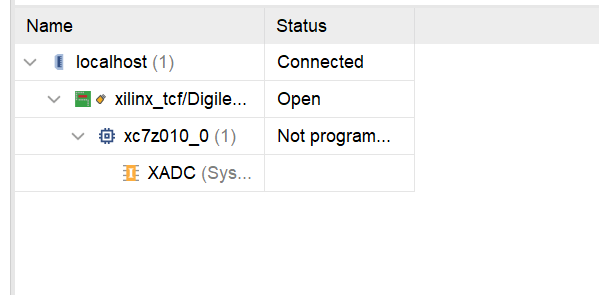 Name Status
localhost (1) Connected
xilinx_tcf/Digile... Open
xc7z010_0 (1) Not program...
XADC (Sys...